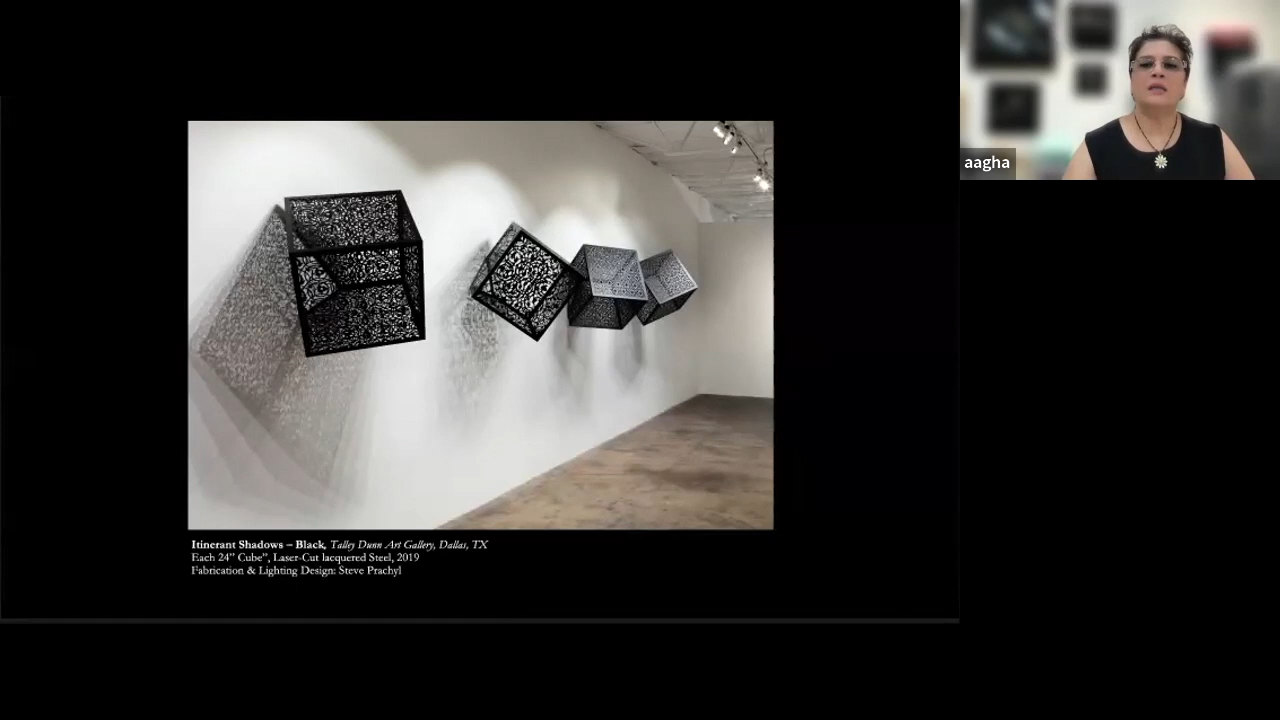 aagha
Itinerant Shadows – Black, Talley Dunn Art Gallery, Dallas, TX
Each 24" Cube", Laser-Cut lacquered Steel, 2019
Fabrication & Lighting Design: Steve Prachyl